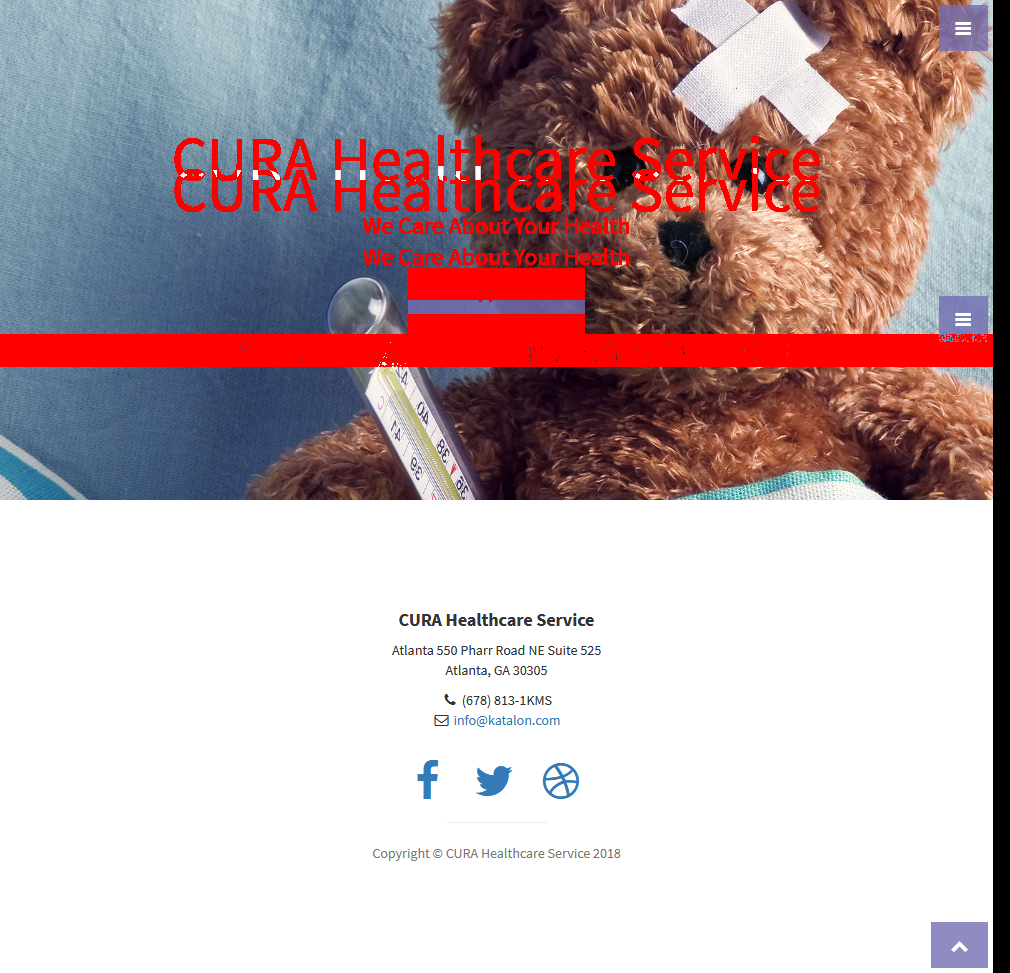 CURA Healthcare Service
CURA Healthcare Service
We Care About Your Health
We Care About Your Health
CURA Healthcare Service
Atlanta 550 Pharr Road NE Suite 525
Atlanta, GA 30305
(678) 813-1KMS
info@katalon.com
Copyright © CURA Healthcare Service 2018